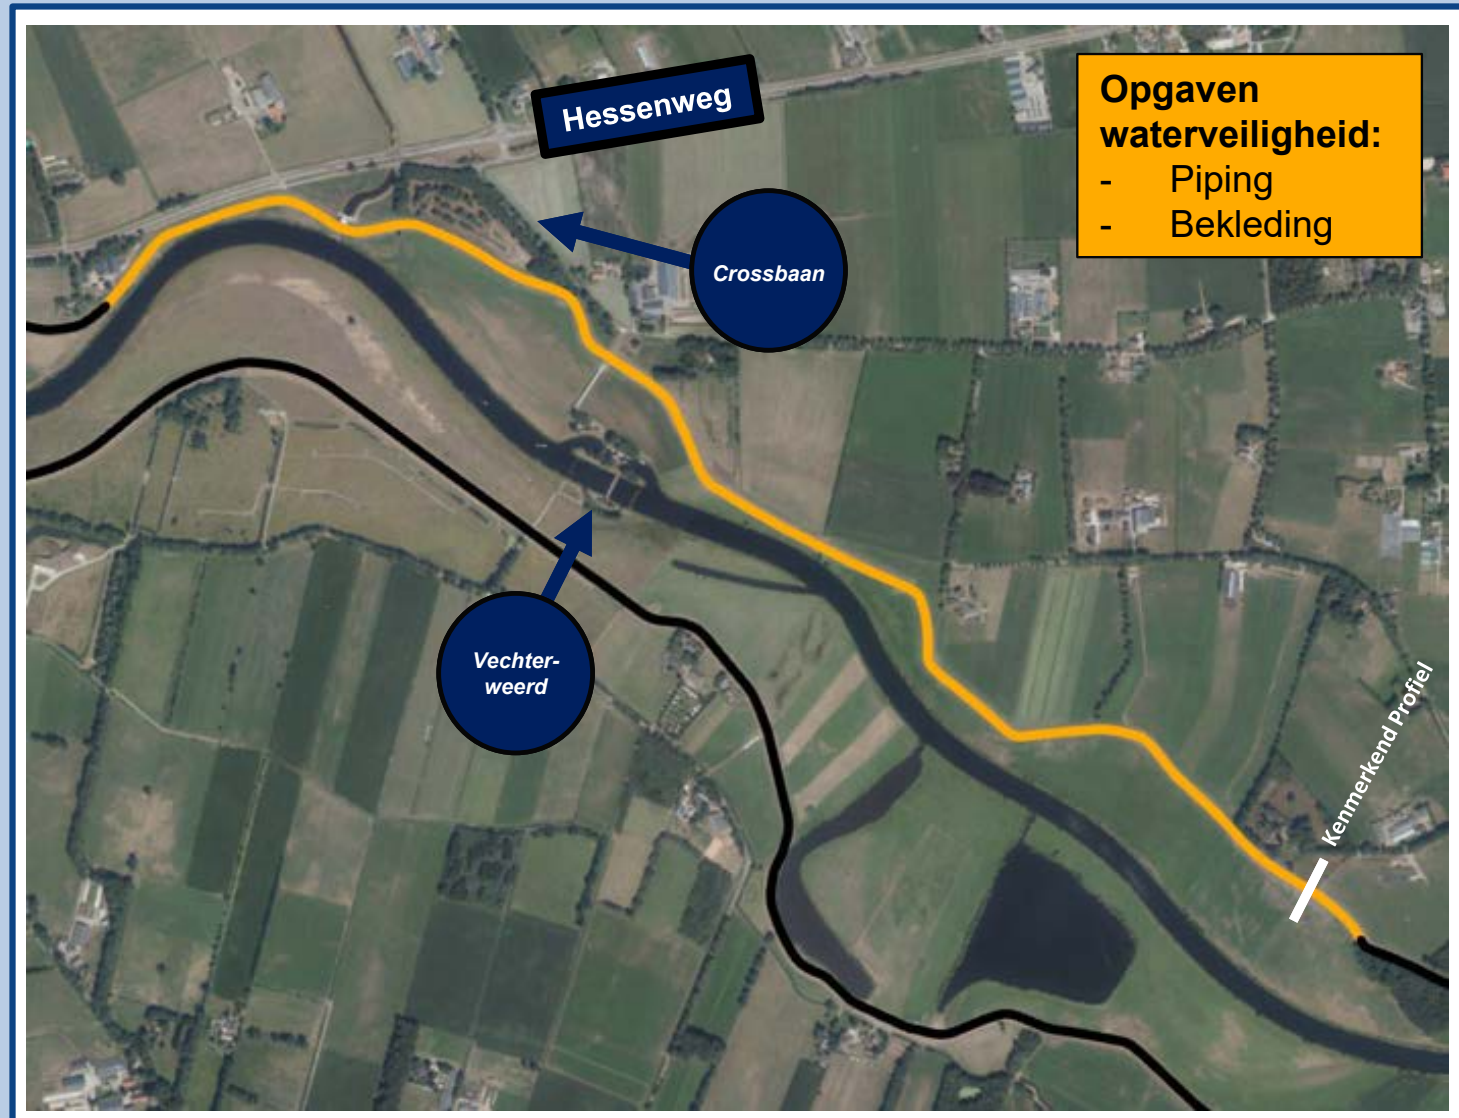 Hessenweg
Opgaven
waterveiligheid:
- Piping
- Bekleding
Crossbaan
Vechter-
weerd
Kenmerkend Profiel